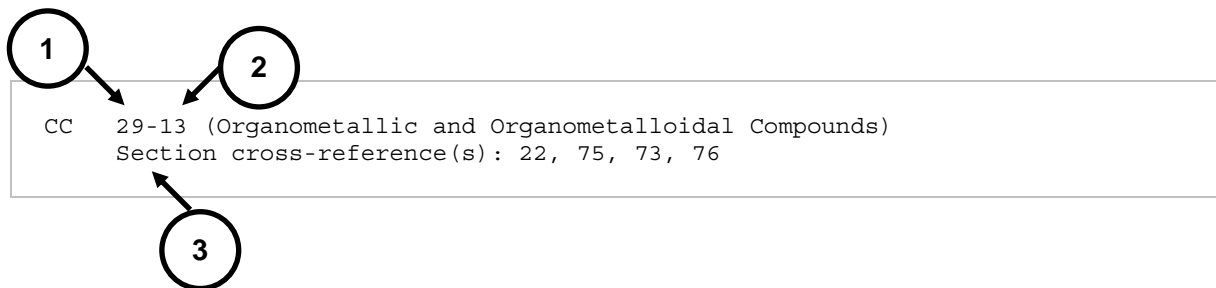 1
2
CC 29-13 (Organometallic and Organometalloidal Compounds)
Section cross-reference(s): 22, 75, 73, 76
3